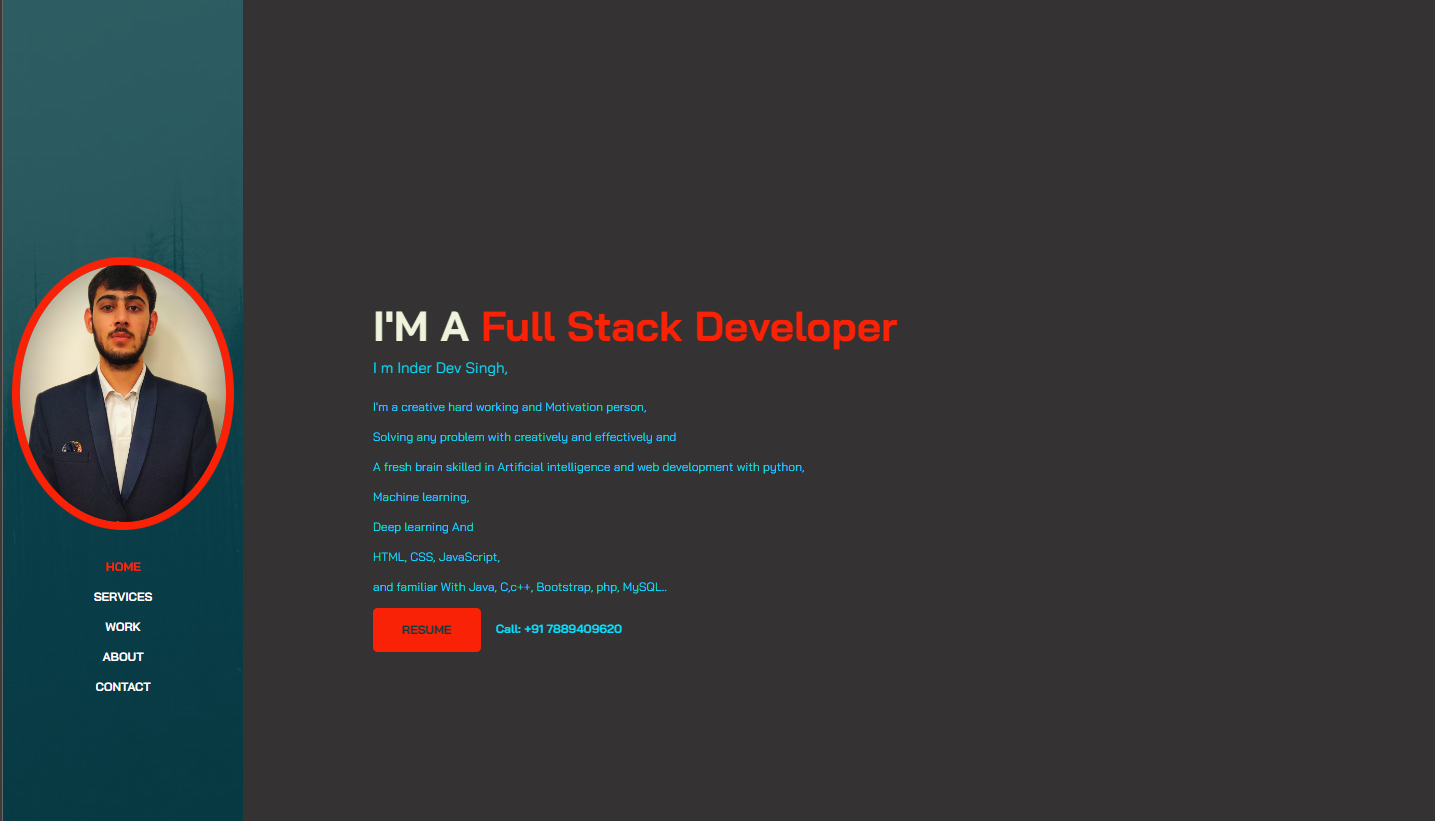 HOME
SERVICES
WORK
ABOUT
CONTACT
I'M A Full Stack Developer
I m Inder Dev Singh,
I'm a creative hard working and Motivation person,
Solving any problem with creatively and effectively and
A fresh brain skilled in Artificial intelligence and web development with python,
Machine learning,
Deep learning And
HTML, CSS, JavaScript,
and familiar With Java, C,c++, Bootstrap, php, MySQL..
RESUME Call: +91 7889409620